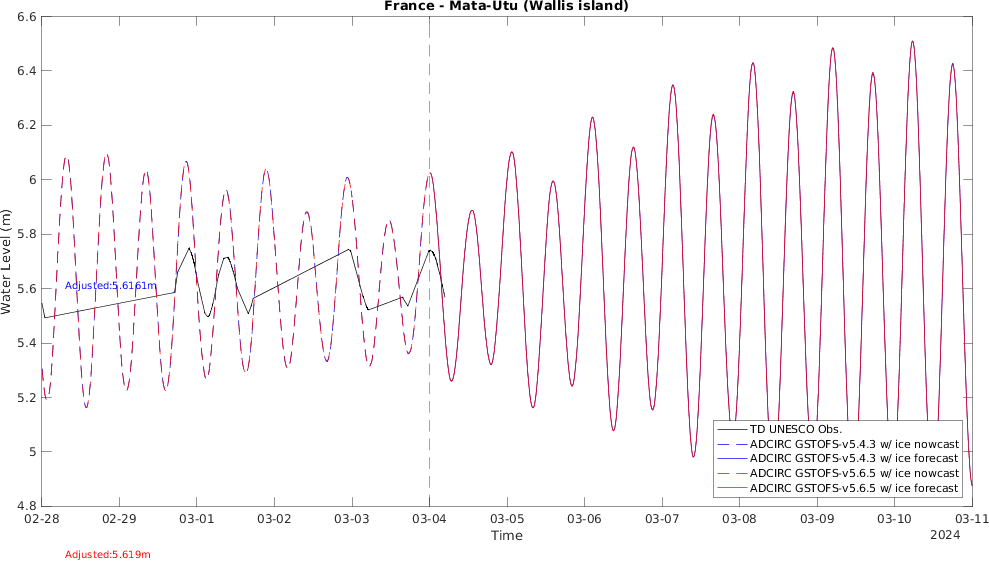 France - Mata-Utu (Wallis island)
6.6
6.4
6.2
6
5.8
5.6
5.4
5.2
5
4.8
Water Level (m)
Adjusted:5.6161m
TD UNESCO Obs.
ADCIRC GSTOFS-v5.4.3 w/ ice nowcast
ADCIRC GSTOFS-v5.4.3 w/ ice forecast
ADCIRC GSTOFS-v5.6.5 w/ ice nowcast
ADCIRC GSTOFS-v5.6.5 w/ ice forecast
02-28 02-29 03-01 03-02 03-03 03-04 03-05 03-06 03-07 03-08 03-09 03-10 03-11
Time
2024
Adjusted:5.619m